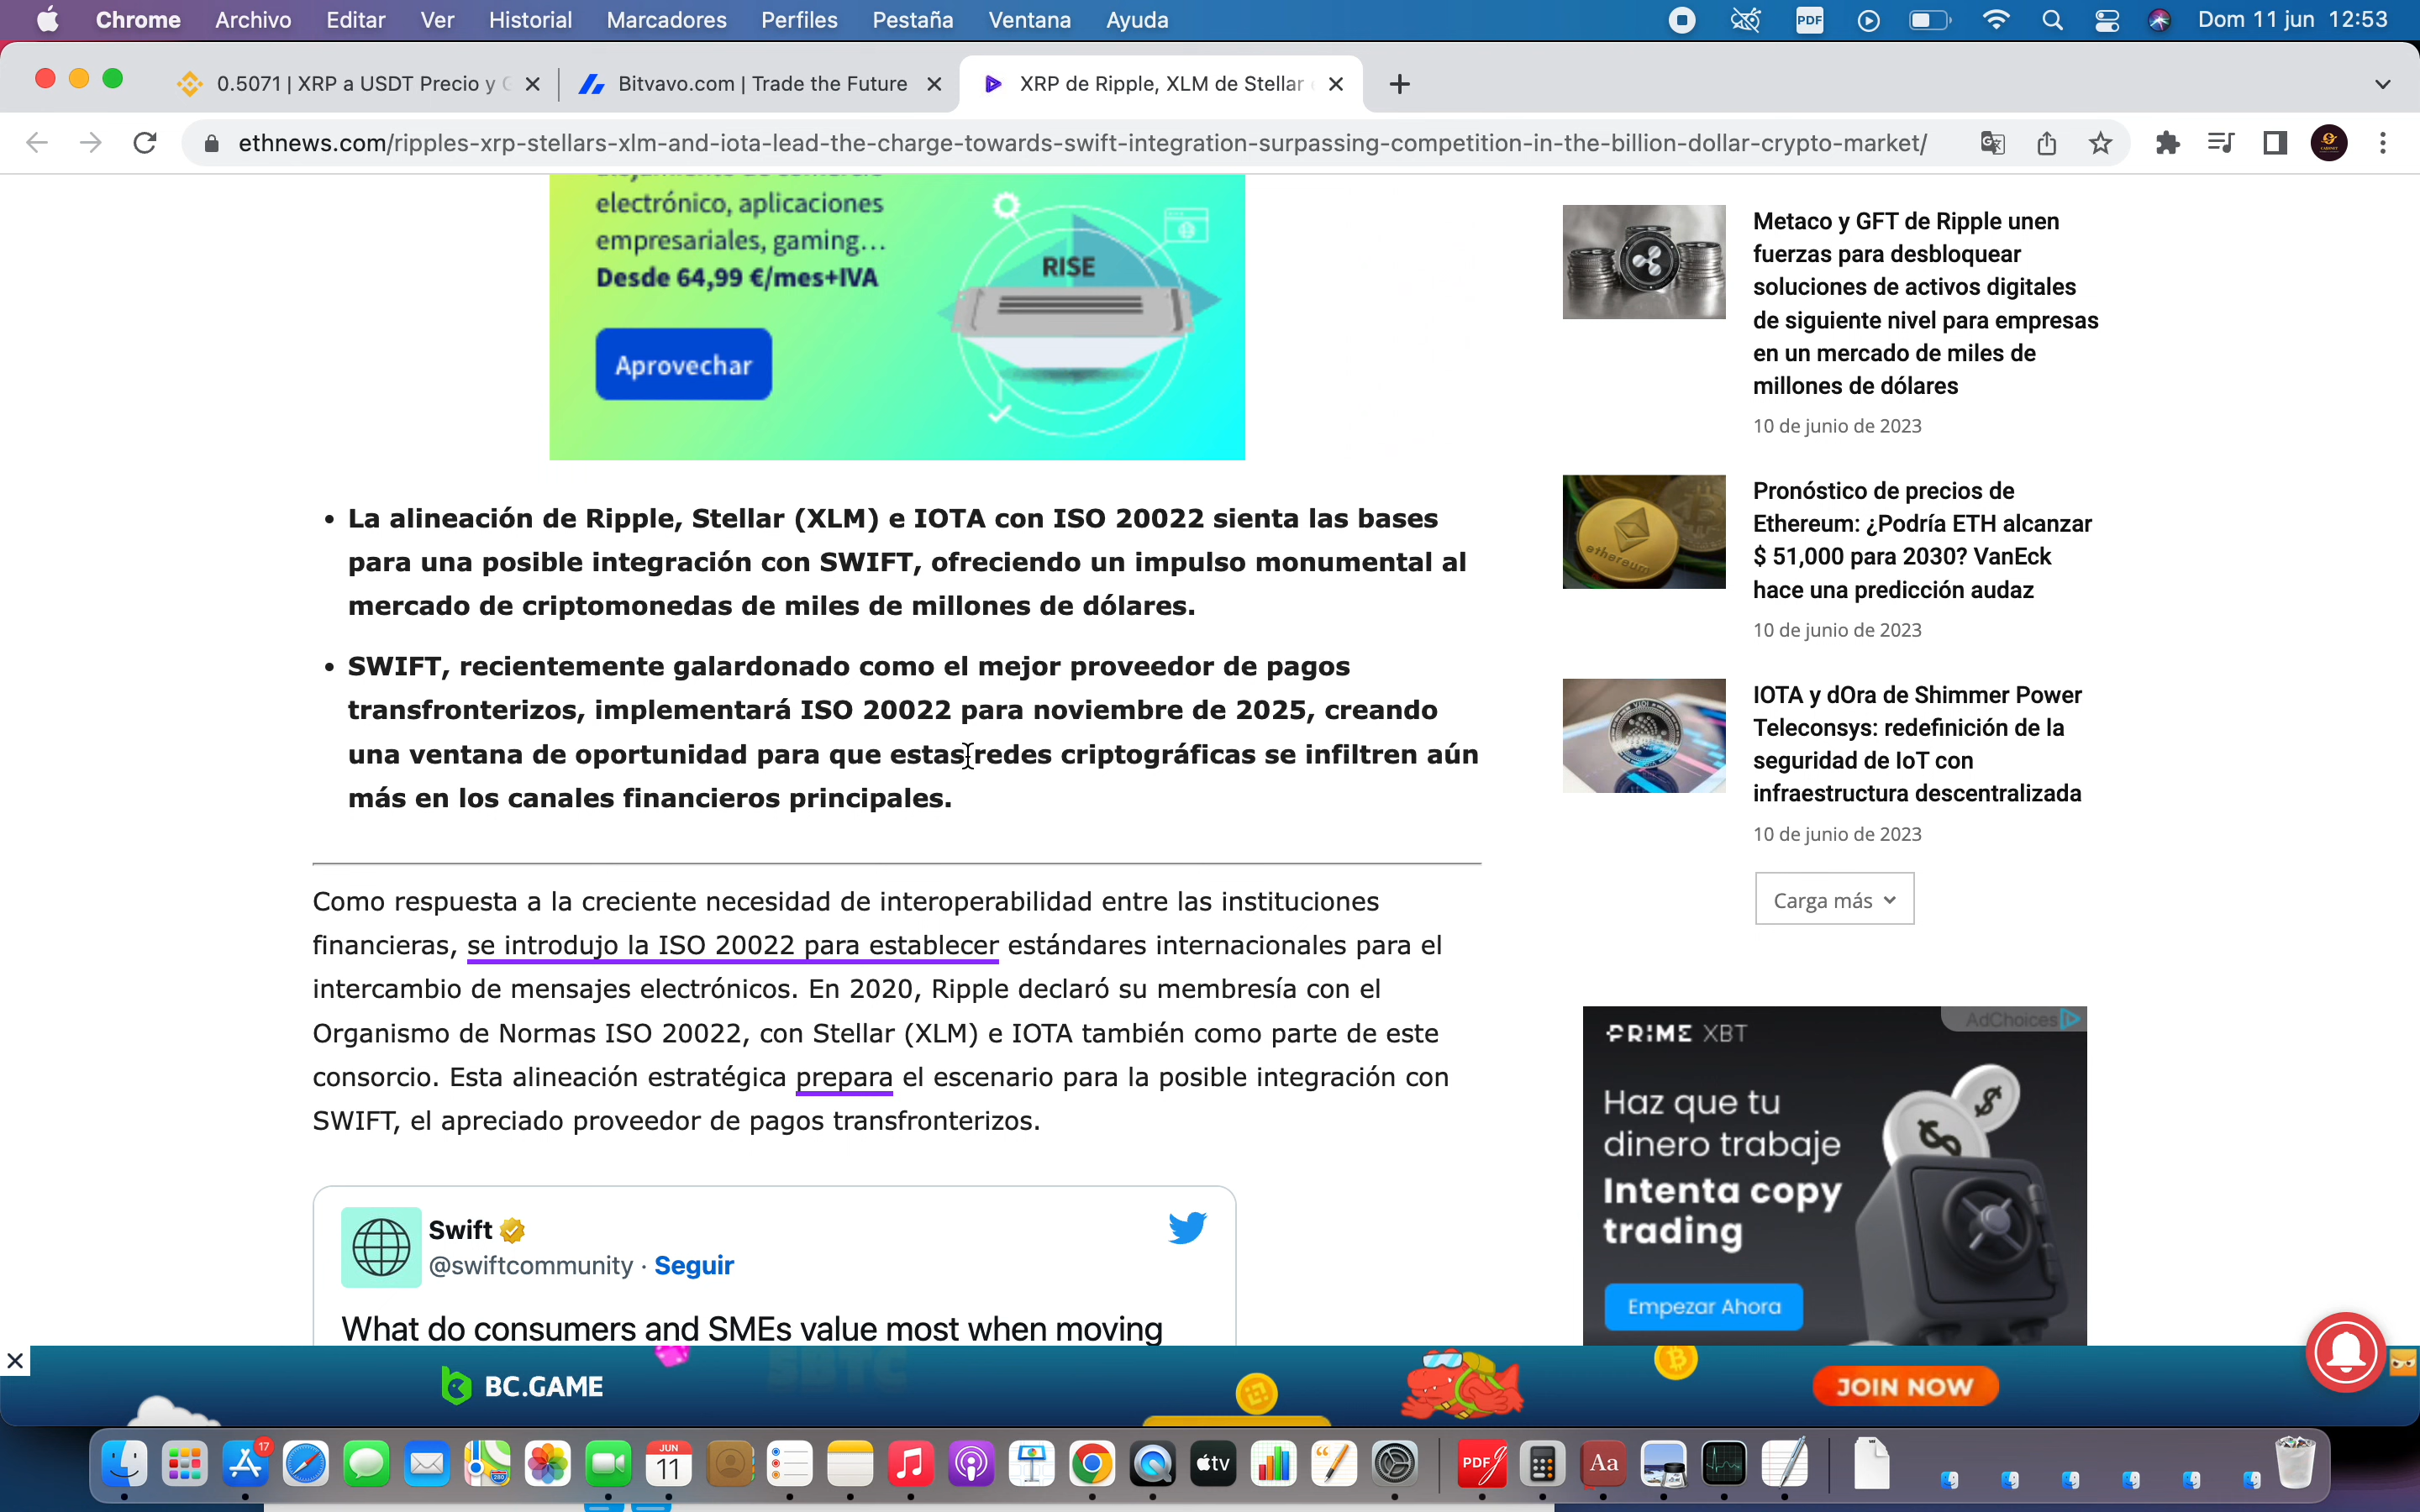 Chrome Archivo Editar Ver Historial Marcadores Perfiles Pestaña Ventana Ayuda
PDF
Dom 11 jun 12:53
0.5071 | XRP a USDT Precio y
Bitvavo.com | Trade the Future
XRP de Ripple, XLM de Stellar
ethnews.com/ripples-xrp-stellars-xlm-and-iota-lead-the-charge-towards-swift-integration-surpassing-competition-in-the-billion-dollar-crypto-market/
electrónico, aplicaciones
empresariales, gaming...
Desde 64,99 €/mes+IVA
Aprovechar
RISE
• La alineación de Ripple, Stellar (XLM) e IOTA con ISO 20022 sienta las bases
para una posible integración con SWIFT, ofreciendo un impulso monumental al
mercado de criptomonedas de miles de millones de dólares.
• SWIFT, recientemente galardonado como el mejor proveedor de pagos
transfronterizos, implementará ISO 20022 para noviembre de 2025, creando
una ventana de oportunidad para que estas redes criptográficas se infiltren aún
más en los canales financieros principales.
Como respuesta a la creciente necesidad de interoperabilidad entre las instituciones
financieras, se introdujo la ISO 20022 para establecer estándares internacionales para el
intercambio de mensajes electrónicos. En 2020, Ripple declaró su membresía con el
Organismo de Normas ISO 20022, con Stellar (XLM) e IOTA también como parte de este
consorcio. Esta alineación estratégica prepara el escenario para la posible integración con
SWIFT, el apreciado proveedor de pagos transfronterizos.
Swift
@swiftcommunity · Seguir
What do consumers and SMEs value most when moving
Metaco y GFT de Ripple unen
fuerzas para desbloquear
soluciones de activos digitales
de siguiente nivel para empresas
en un mercado de miles de
millones de dólares
10 de junio de 2023
ethereum
Pronóstico de precios de
Ethereum: ¿Podría ETH alcanzar
$ 51,000 para 2030? VanEck
hace una predicción audaz
10 de junio de 2023
IOTA y dOra de Shimmer Power
Teleconsys: redefinición de la
seguridad de IoT con
infraestructura descentralizada
10 de junio de 2023
Carga más
AdChoices
PRIME XBT
Haz que tu
dinero trabaje
Intenta copy
trading
Empezar Ahora
BC.GAME
5BTC
JOIN NOW
17
JUN
11
280
tv
PDF
Aa